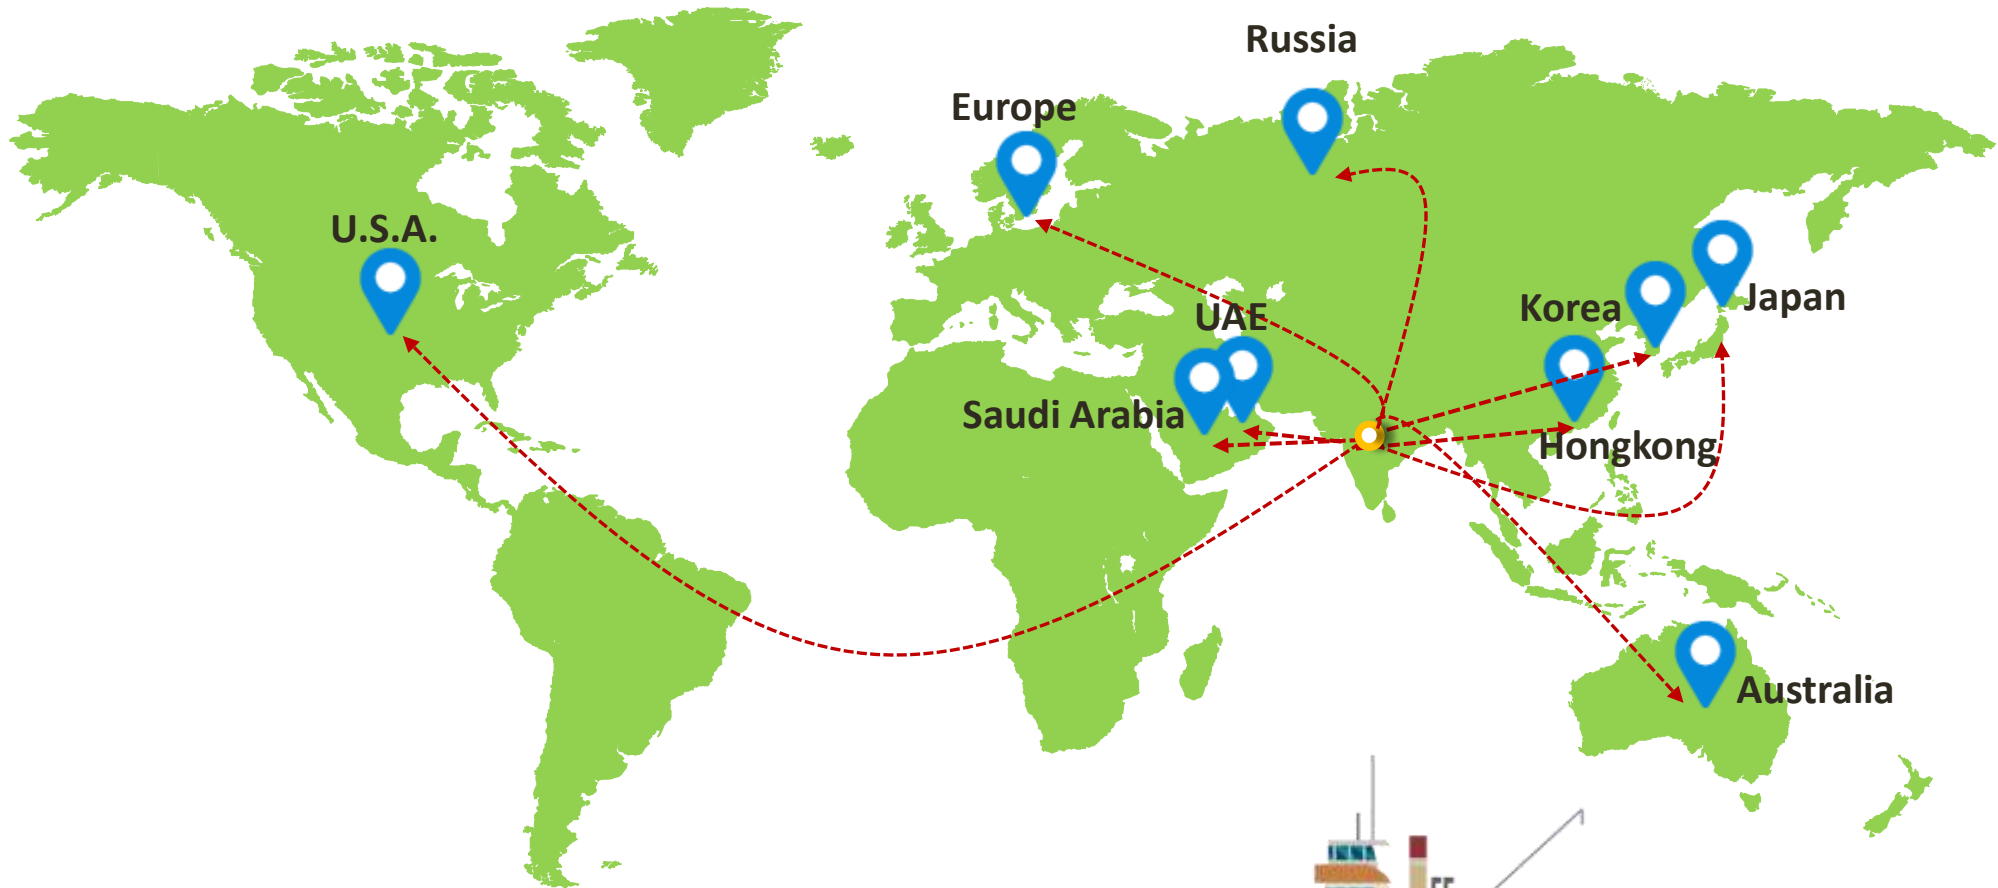 Russia
Europe
U.S.A.
Japan
Korea
UAE
Saudi Arabia
Hongkong
Australia